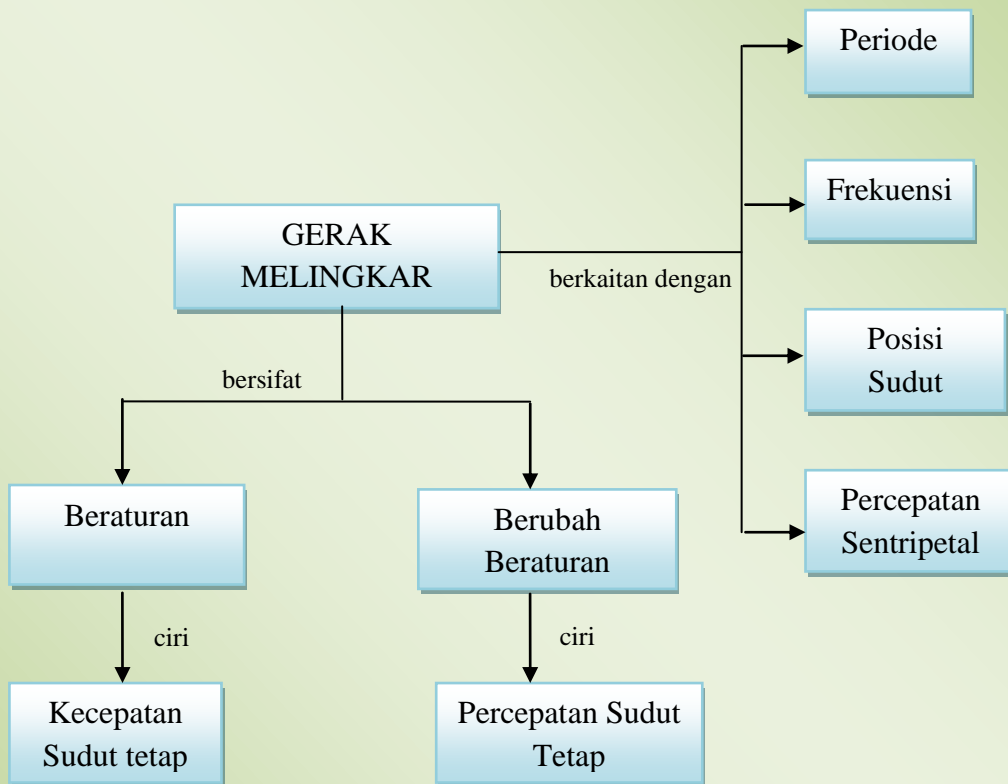 Periode
Frekuensi
GERAK
MELINGKAR
berkaitan dengan
Posisi
Sudut
bersifat
Percepatan
Sentripetal
Beraturan
Berubah
Beraturan
ciri
ciri
Kecepatan
Sudut tetap
Percepatan Sudut
Tetap